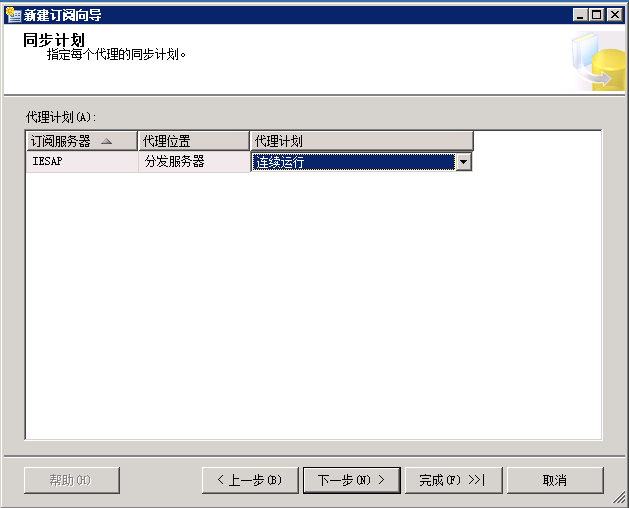 新建订阅向导
同步计划
指定每个代理的同步计划。
代理计划(A):
订阅服务器 代理位置 代理计划
IESAP 分发服务器 连续运行
帮助(H) < 上一步(B) 下一步(N) > 完成(F) >>| 取消